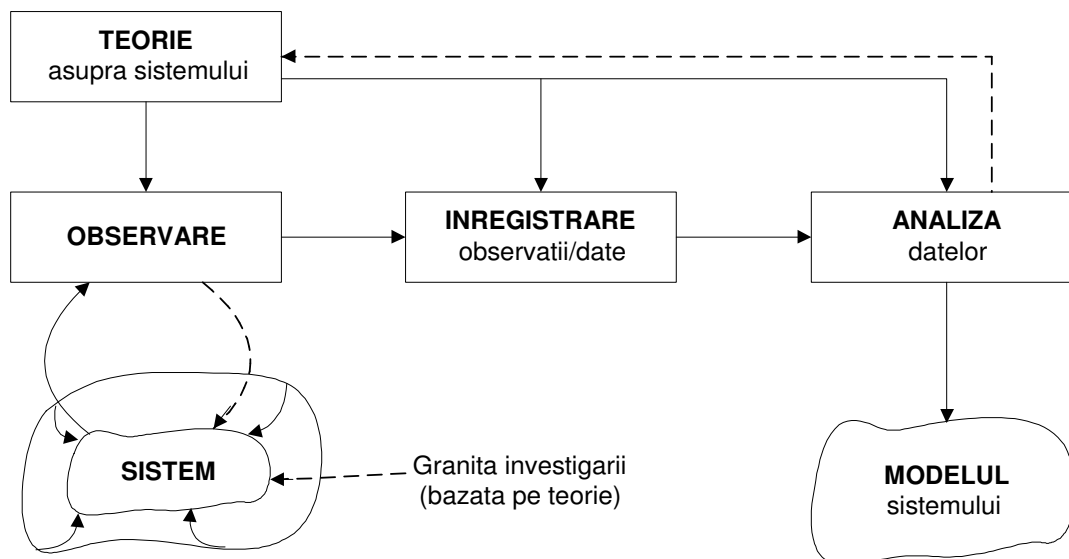 TEORIE
asupra sistemului
OBSERVARE
INREGISTRARE
observatii/date
ANALIZA
datelor
SISTEM
Granita investigarii
(bazata pe teorie)
MODELUL
sistemului